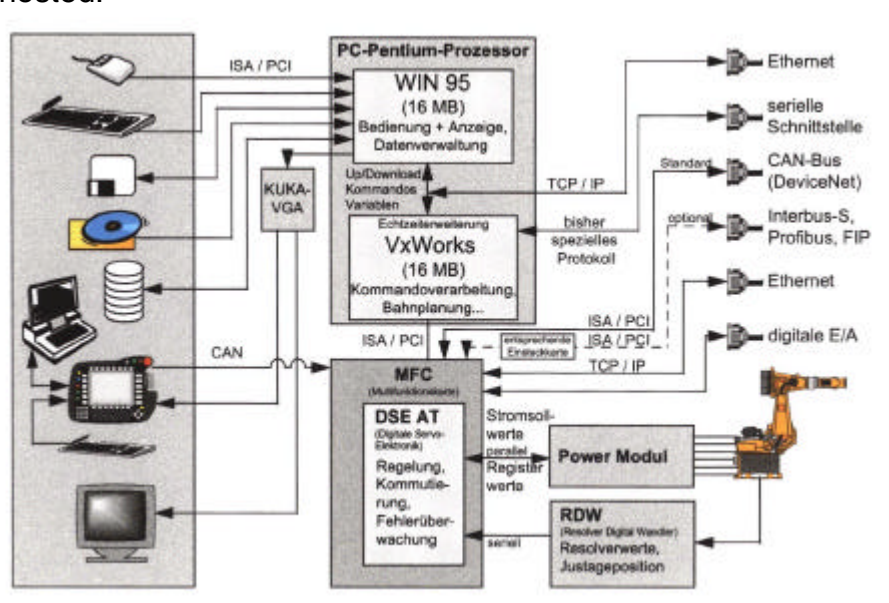 hosted.
ISA / PCI
PC-Pentium-Prozessor
WIN 95
(16 MB)
Bedienung + Anzeige,
Datenverwaltung
KUKA-
VGA
Up/Download
Kommandos
Variablen
Echtzeiterweiterung
VxWorks
(16 MB)
Kommandoverarbeitung,
Bahnplanung...
TCP / IP
bisher
spezielles
Protokoll
Standard
optional
Ethernet
serielle
Schnittstelle
CAN-Bus
(DeviceNet)
Interbus-S,
Profibus, FIP
Ethernet
digitale E/A
ISA / PCI
ISA / PCI
entsprechende
Einsteckkarte
ISA / PCI
TCP / IP
CAN
MFC
(Multifunktionskarte)
DSE AT
(Digitale Servo-
Elektronik)
Regelung,
Kommutie-
rung,
Fehlerüber-
wachung
Stromsoll-
werte
parallel
Register
werte
seriell
Power Modul
RDW
(Resolver Digital Wandler)
Resolverwerte,
Justageposition